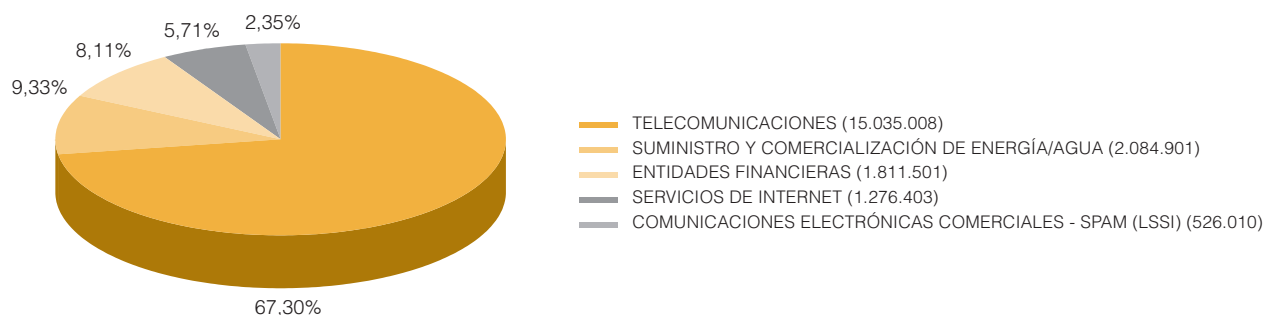 2,35%
5,71%
8,11%
9,33%
67,30%
TELECOMUNICACIONES (15.035.008)
SUMINISTRO Y COMERCIALIZACIÓN DE ENERGÍA/AGUA (2.084.901)
ENTIDADES FINANCIERAS (1.811.501)
SERVICIOS DE INTERNET (1.276.403)
COMUNICACIONES ELECTRÓNICAS COMERCIALES - SPAM (LSSI) (526.010)